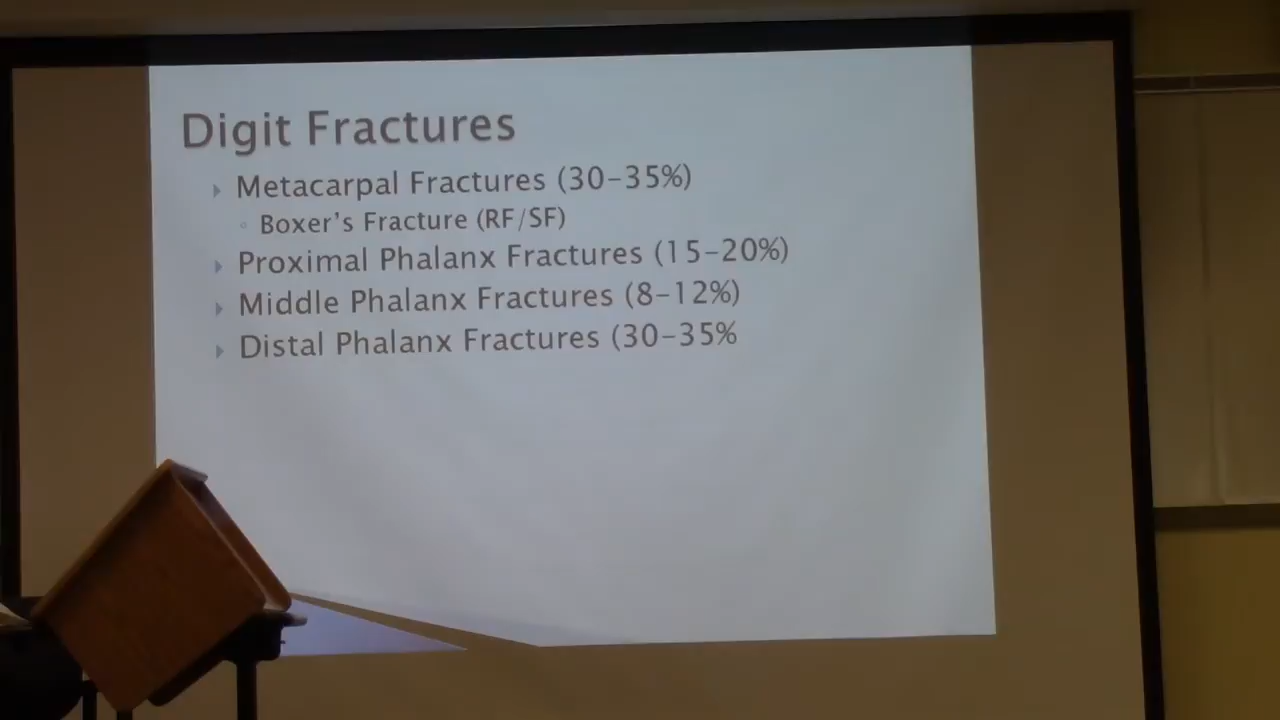 Digit Fractures
Metacarpal Fractures (30-35%)
Boxer's Fracture (RF/SF)
Proximal Phalanx Fractures (15-20%)
Middle Phalanx Fractures (8-12%)
Distal Phalanx Fractures (30-35%